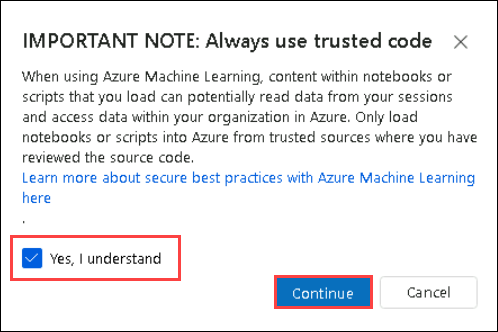 IMPORTANT NOTE: Always use trusted code
When using Azure Machine Learning, content within notebooks or
scripts that you load can potentially read data from your sessions
and access data within your organization in Azure. Only load
notebooks or scripts into Azure from trusted sources where you have
reviewed the source code.
Learn more about secure best practices with Azure Machine Learning
here
.
Yes, I understand
Continue
Cancel